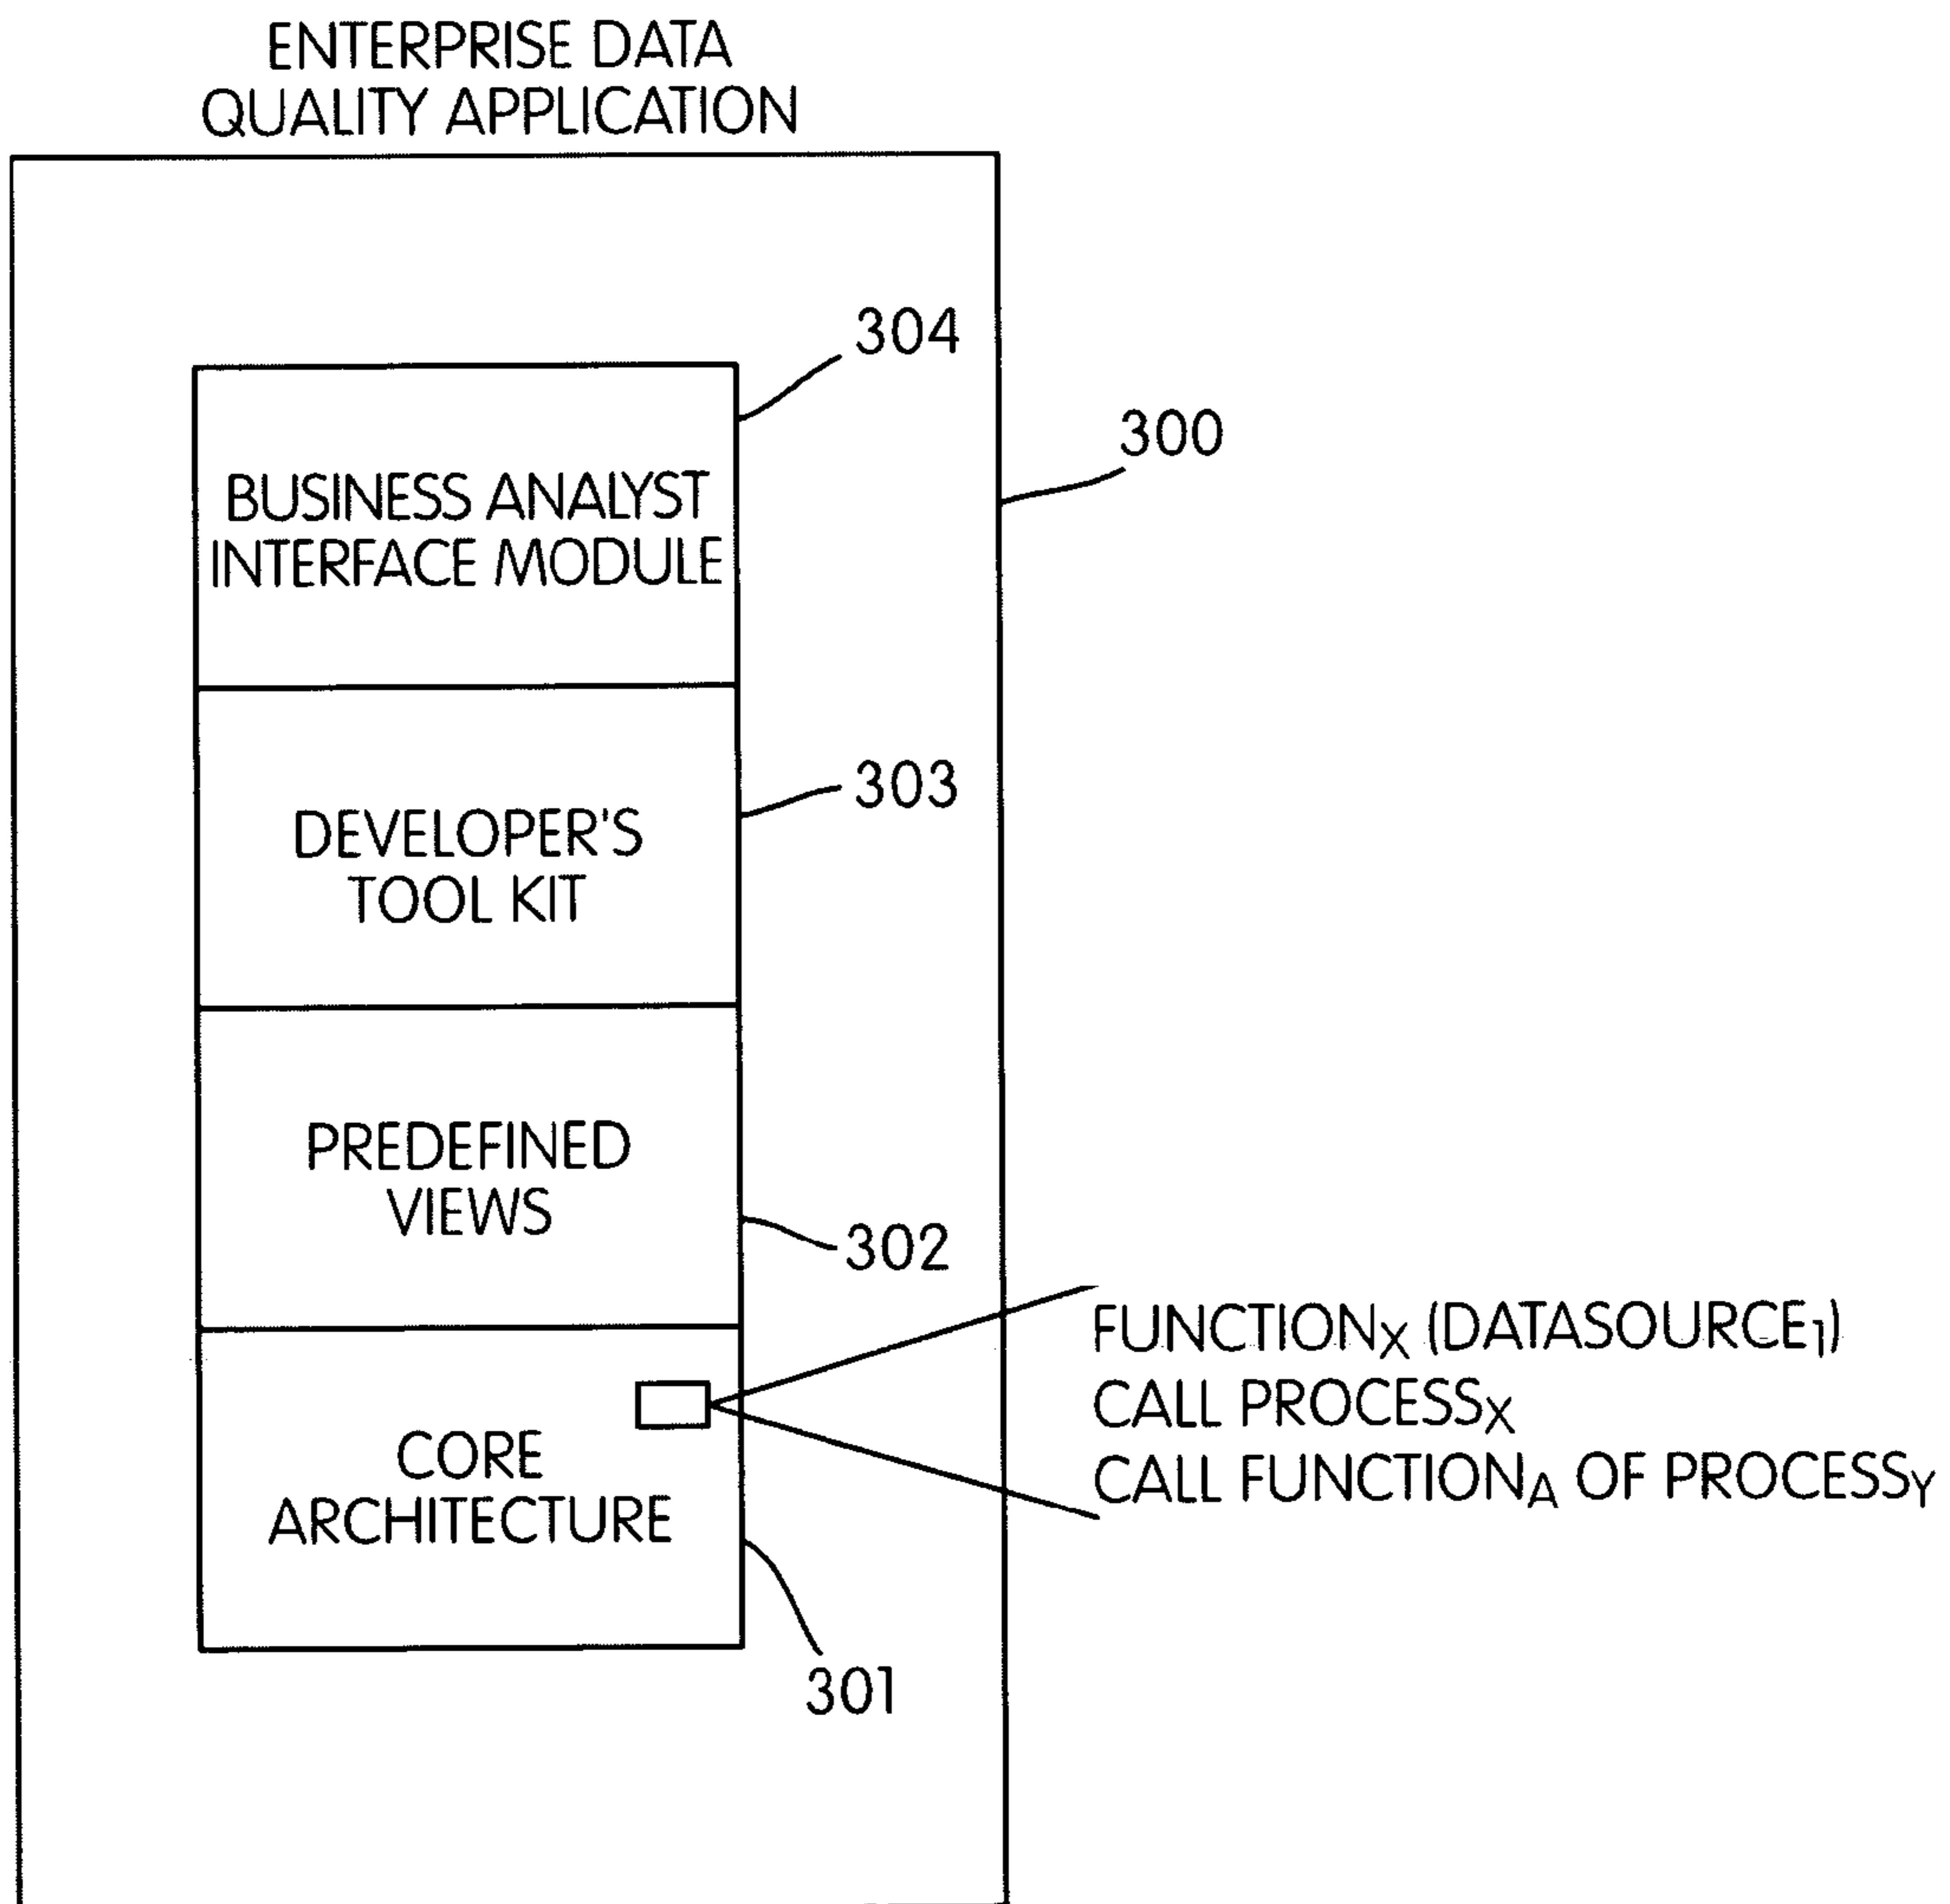 ENTERPRISE DATA
QUALITY APPLICATION
304
300
BUSINESS ANALYST
INTERFACE MODULE
303
DEVELOPER'S
TOOL KIT
PREDEFINED
VIEWS
302
FUNCTIONX (DATASOURCE1)
CALL PROCESSX
CALL FUNCTIONA OF PROCESSY
CORE
ARCHITECTURE
301